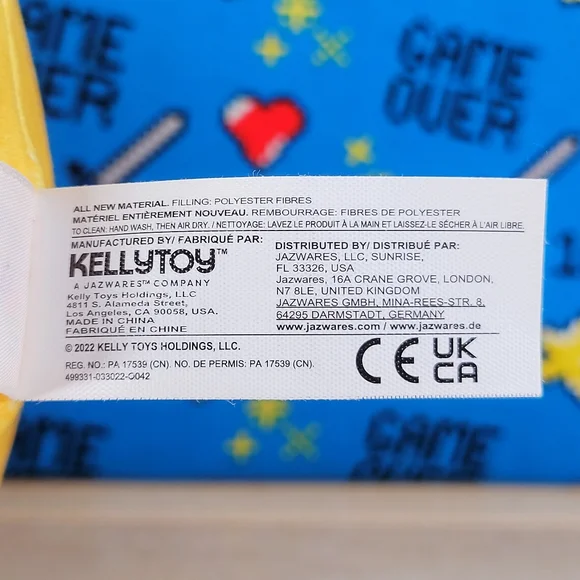 GAME
OVER
GAME
OVER
ALL NEW MATERIAL. FILLING: POLYESTER FIBRES
MATÉRIEL ENTIÈREMENT NOUVEAU. REMBOURRAGE: FIBRES DE POLYESTER
TO CLEAN: HAND WASH, THEN AIR DRY. / NETTOYAGE: LAVEZ LE PRODUIT À LA MAIN ET LAISSEZ-LE SÉCHER À L'AIR LIBRE.
MANUFACTURED BY/ FABRIQUÉ PAR:
KELLYTOY™
A JAZWARES™ COMPANY
Kelly Toys Holdings, LLC
4811 S. Alameda Street,
Los Angeles, CA 90058, USA.
MADE IN CHINA
FABRIQUÉ EN CHINE
DISTRIBUTED BY/ DISTRIBUÉ PAR:
JAZWARES, LLC, SUNRISE,
FL 33326, USA
Jazwares, 16A CRANE GROVE, LONDON,
N7 8LE, UNITED KINGDOM
JAZWARES GMBH, MINA-REES-STR. 8,
64295 DARMSTADT, GERMANY
www.jazwares.com / www.jazwares.de
© 2022 KELLY TOYS HOLDINGS, LLC.
REG. NO.: PA 17539 (CN). NO. DE PERMIS: PA 17539 (CN).
499331-033022-O042
CE UK
CA
GAME
GAME
OVER